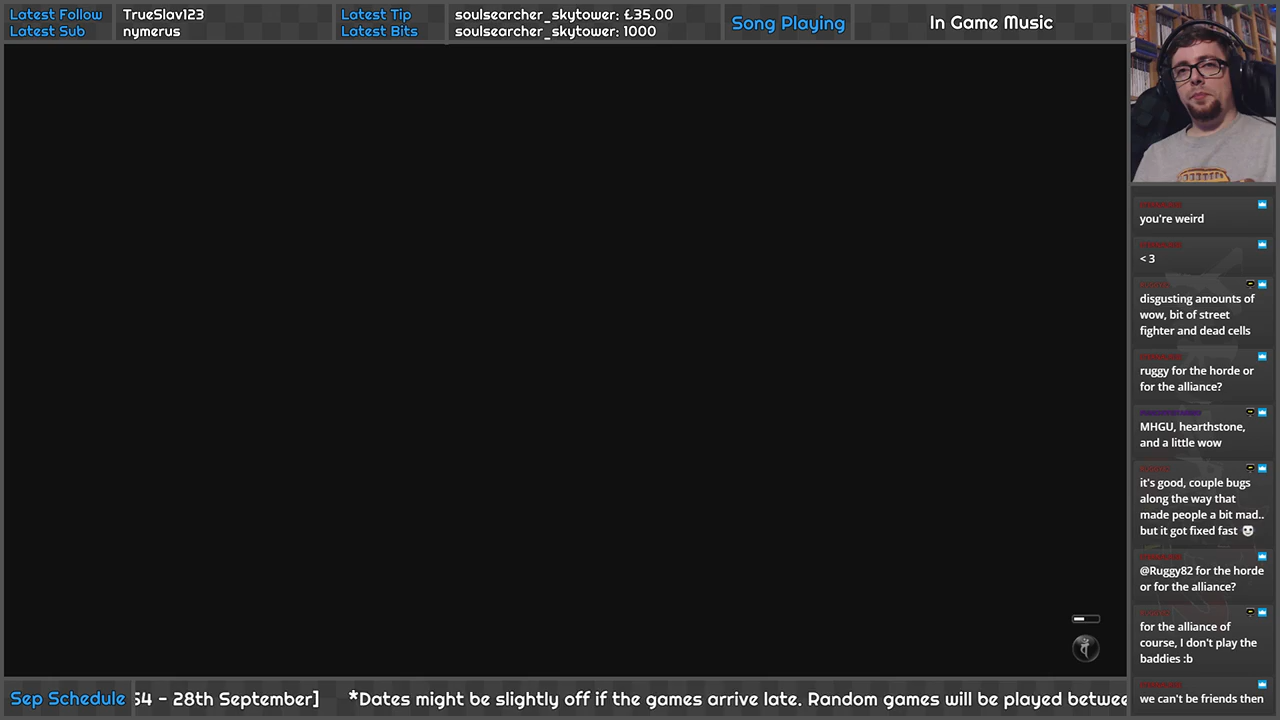 Latest Follow
Latest Sub
TrueSlav123
nymerus
Latest Tip
Latest Bits
soulsearcher_skytower: £35.00
soulsearcher_skytower: 1000
Song Playing
In Game Music
you're weird
< 3
disgusting amounts of
wow, bit of street
fighter and dead cells
ruggy for the horde or
for the alliance?
MHGU, hearthstone,
and a little wow
it's good, couple bugs
along the way that
made people a bit mad..
but it got fixed fast
@Ruggy82 for the horde
or for the alliance?
for the alliance of
course, I don't play the
baddies :b
we can't be friends then
Sep Schedule
54 - 28th September] *Dates might be slightly off if the games arrive late. Random games will be played betwee